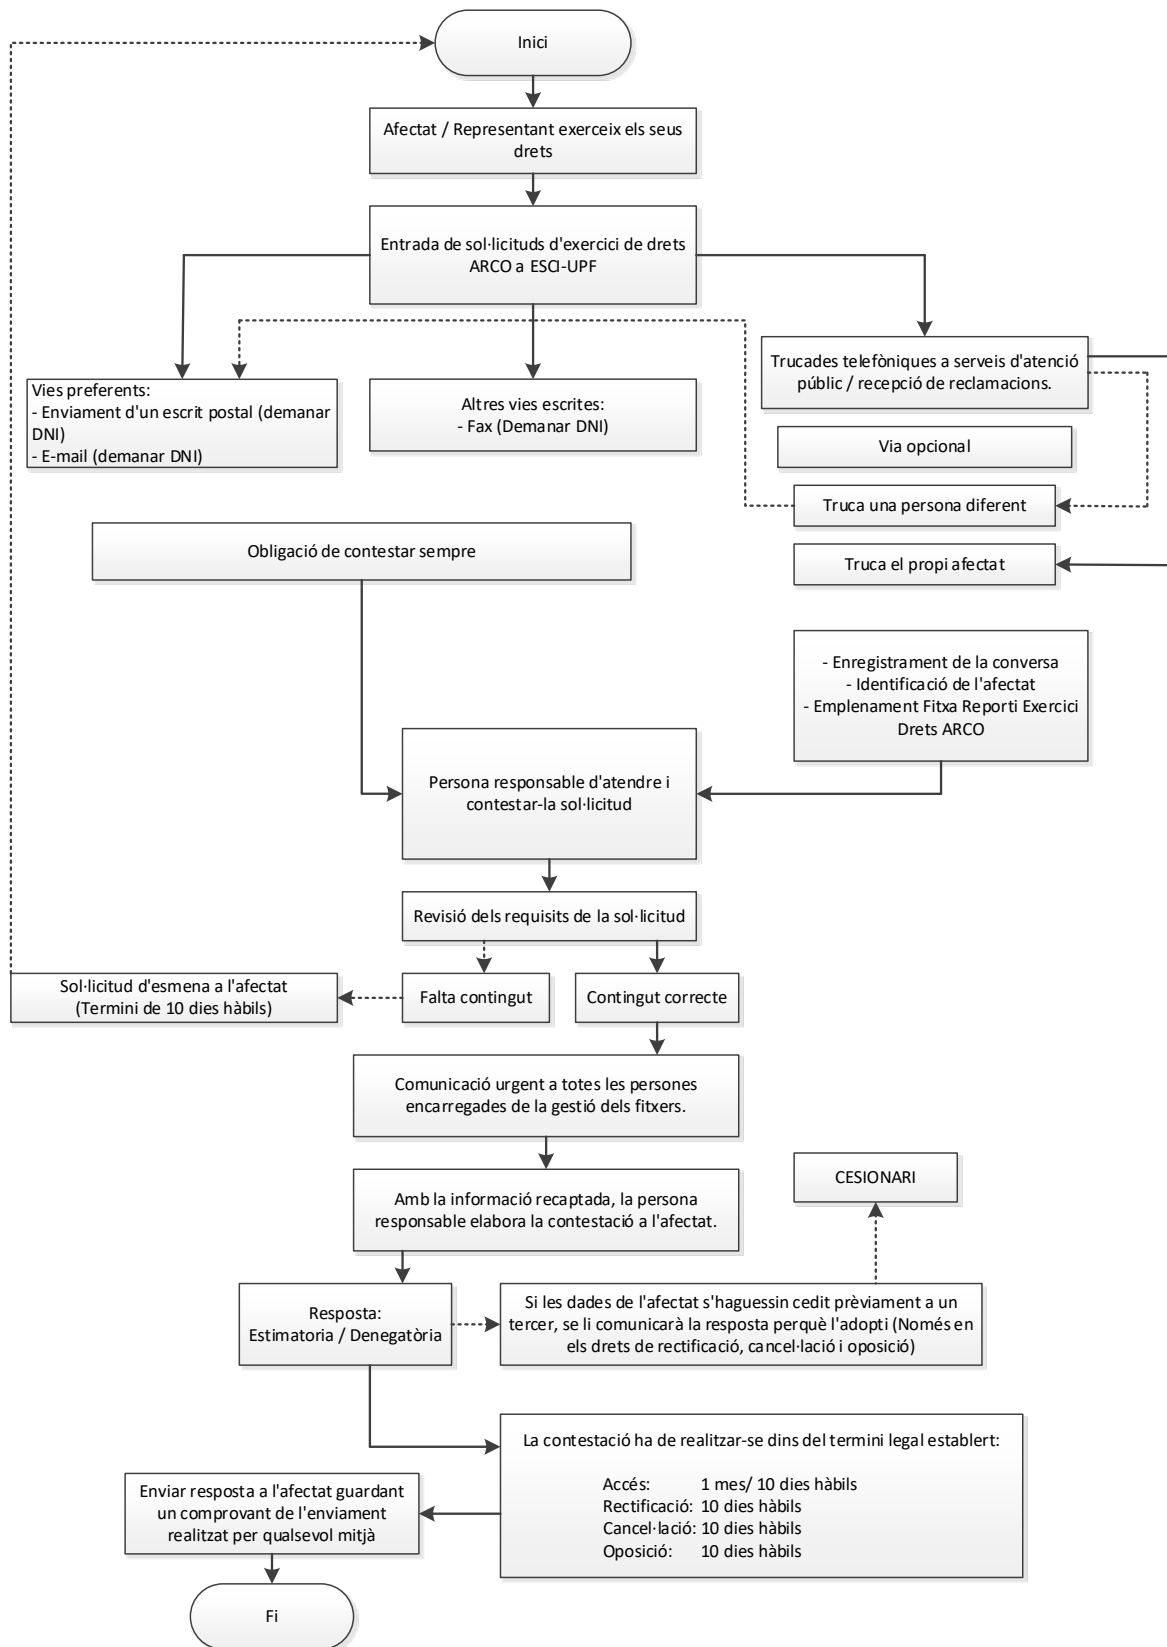 Inici
Afectat / Representant exerceix els seus
drets
Entrada de sol·licituds d'exercici de drets
ARCO a ESCI-UPF
Vies preferents:
- Enviament d'un escrit postal (demanar
DNI)
- E-mail (demanar DNI)
Altres vies escrites:
- Fax (Demanar DNI)
Trucades telefòniques a serveis d'atenció
públic / recepció de reclamacions.
Via opcional
Truca una persona diferent
Truca el propi afectat
Obligació de contestar sempre
- Enregistrament de la conversa
- Identificació de l'afectat
- Emplenament Fitxa Reporti Exercici
Drets ARCO
Persona responsable d'atendre i
contestar-la sol·licitud
Revisió dels requisits de la sol·licitud
Sol·licitud d'esmena a l'afectat
(Termini de 10 dies hàbils)
Falta contingut
Contingut correcte
Comunicació urgent a totes les persones
encarregades de la gestió dels fitxers.
CESIONARI
Amb la informació recaptada, la persona
responsable elabora la contestació a l'afectat.
Resposta:
Estimatoria / Denegatòria
Si les dades de l'afectat s'haguessin cedit prèviament a un
tercer, se li comunicarà la resposta perquè l'adopti (Només en
els drets de rectificació, cancel·lació i oposició)
La contestació ha de realitzar-se dins del termini legal establert:
Accés: 1 mes/ 10 dies hàbils
Rectificació: 10 dies hàbils
Cancel·lació: 10 dies hàbils
Oposició: 10 dies hàbils
Enviar resposta a l'afectat guardant
un comprovant de l'enviament
realitzat per qualsevol mitjà
Fi